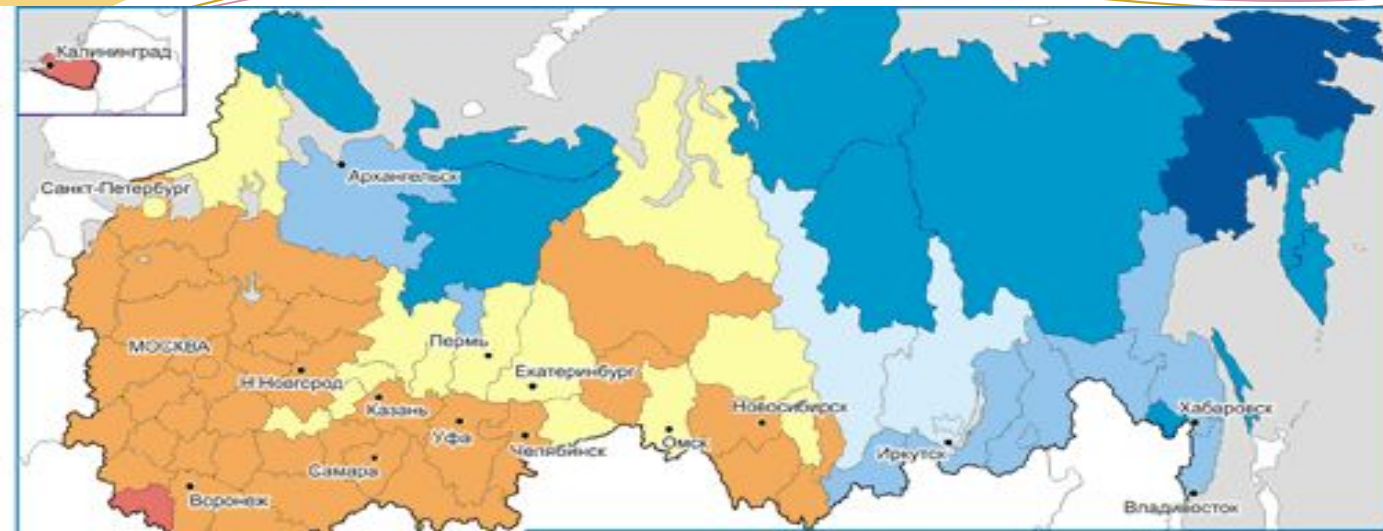 Калининград
Санкт-Петербург
Архангельск
МОСКВА
Пермь
Н.Новгород
Екатеринбург
Казань
Новосибирск
Хабаровск
Уфа
Омск
Челябинск
Иркутск
Самара
Воронеж
Владивосток